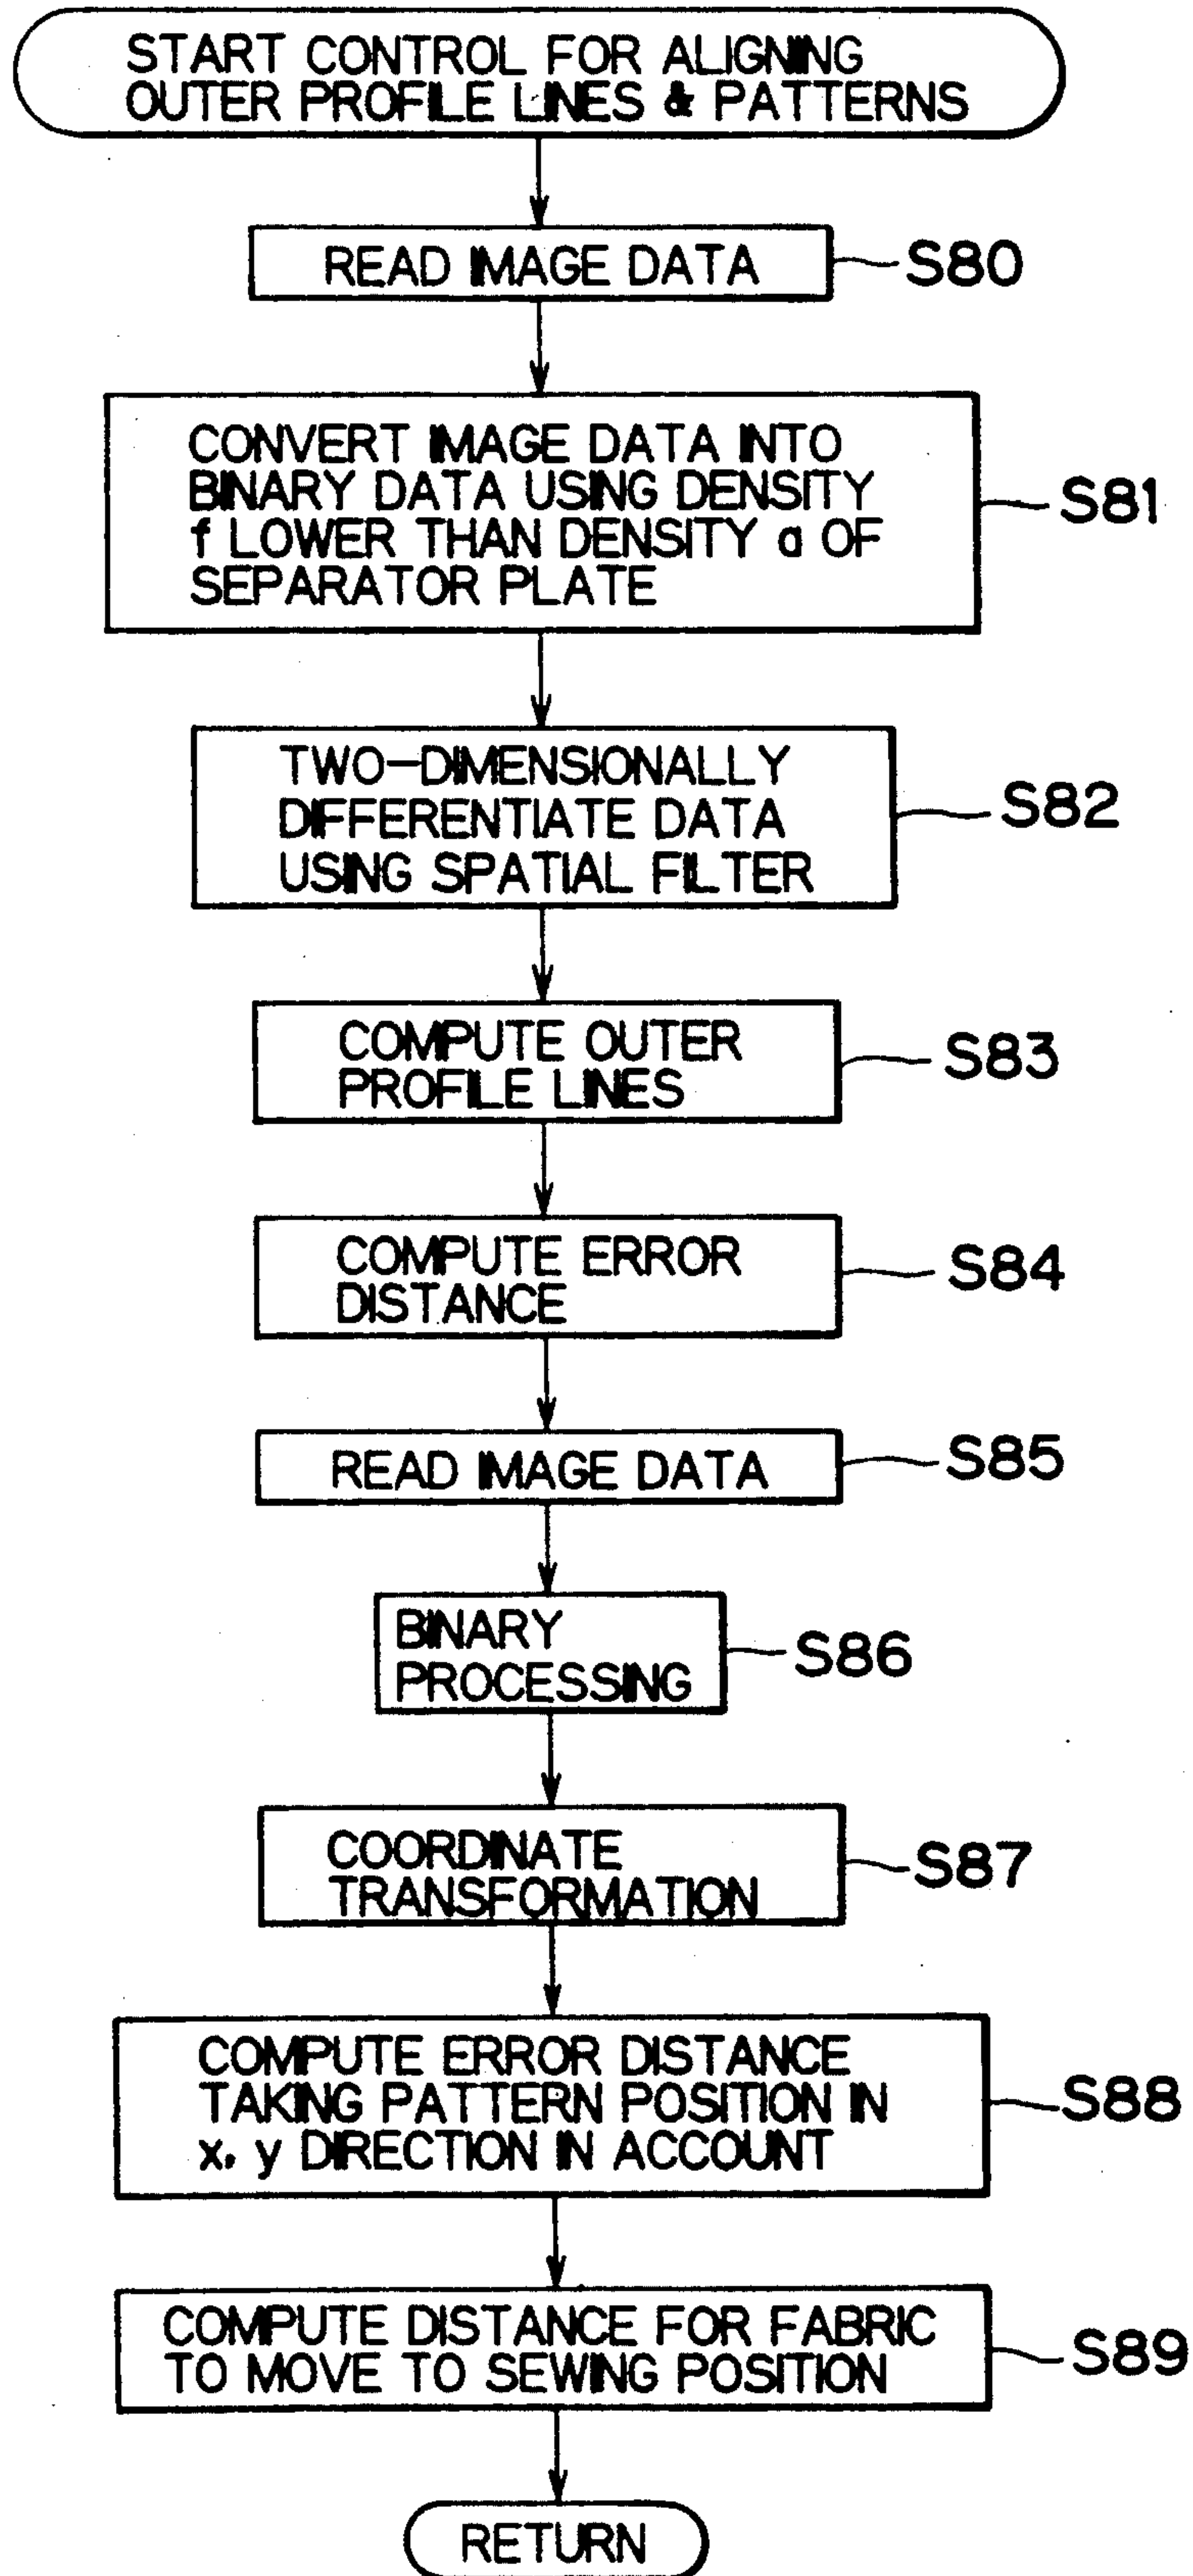 START CONTROL FOR ALIGNING
OUTER PROFILE LINES & PATTERNS
READ IMAGE DATA
S80
CONVERT IMAGE DATA INTO
BINARY DATA USING DENSITY
f LOWER THAN DENSITY a OF
SEPARATOR PLATE
S81
TWO-DIMENSIONALLY
DIFFERENTIATE DATA
USING SPATIAL FILTER
S82
COMPUTE OUTER
PROFILE LINES
S83
COMPUTE ERROR
DISTANCE
S84
READ IMAGE DATA
S85
BINARY
PROCESSING
S86
COORDINATE
TRANSFORMATION
S87
COMPUTE ERROR DISTANCE
TAKING PATTERN POSITION IN
x, y DIRECTION IN ACCOUNT
S88
COMPUTE DISTANCE FOR FABRIC
TO MOVE TO SEWING POSITION
S89
RETURN